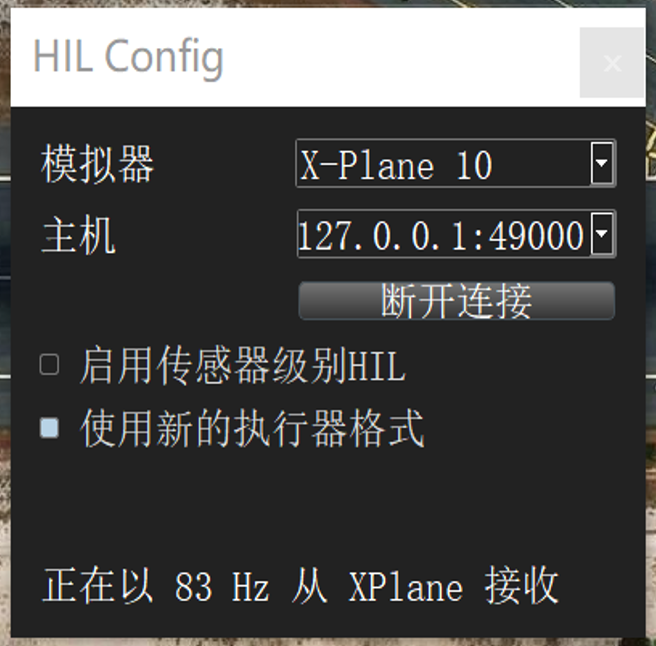 HIL Config
模拟器 X-Plane 10
主机 127.0.0.1:49000
断开连接
启用传感器级别HIL
使用新的执行器格式
正在以 83 Hz 从 XPlane 接收